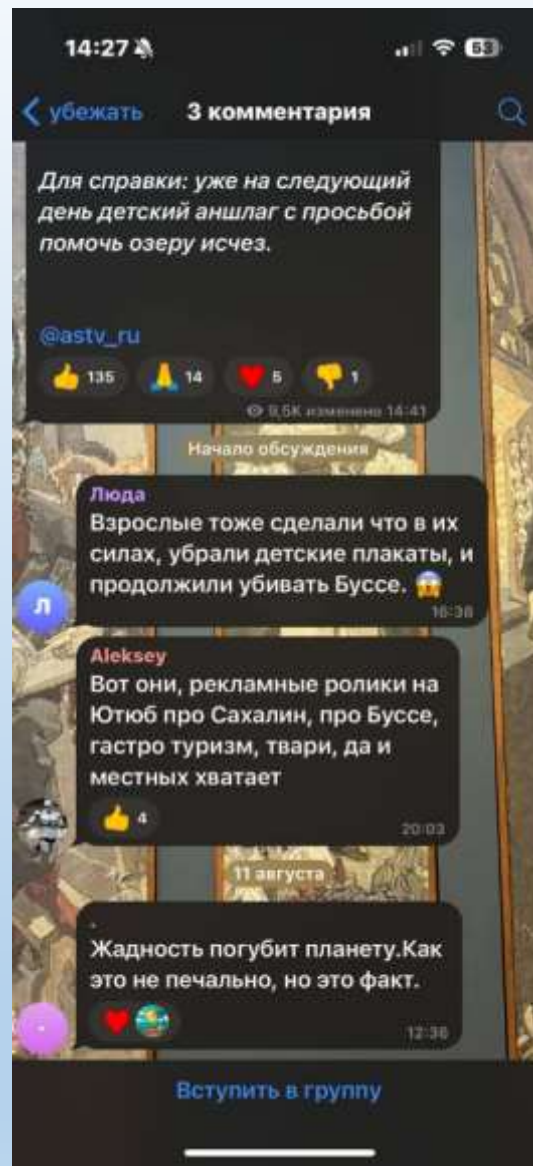 14:27
53
убежать
3 комментария
Для справки: уже на следующий
день детский аншлаг с просьбой
помочь озеру исчез.
@astv_ru
👍 135 🙏 14 ❤️ 5 👎 1
9,5K изменено 14:41
Начало обсуждения
Люда
Взрослые тоже сделали что в их
силах, убрали детские плакаты, и
продолжили убивать Буссе. 😱
Л
16:38
Aleksey
Вот они, рекламные ролики на
Ютюб про Сахалин, про Буссе,
гастро туризм, твари, да и
местных хватает
👍 4
20:03
11 августа
.
Жадность погубит планету.Как
это не печально, но это факт.
12:36
Вступить в группу